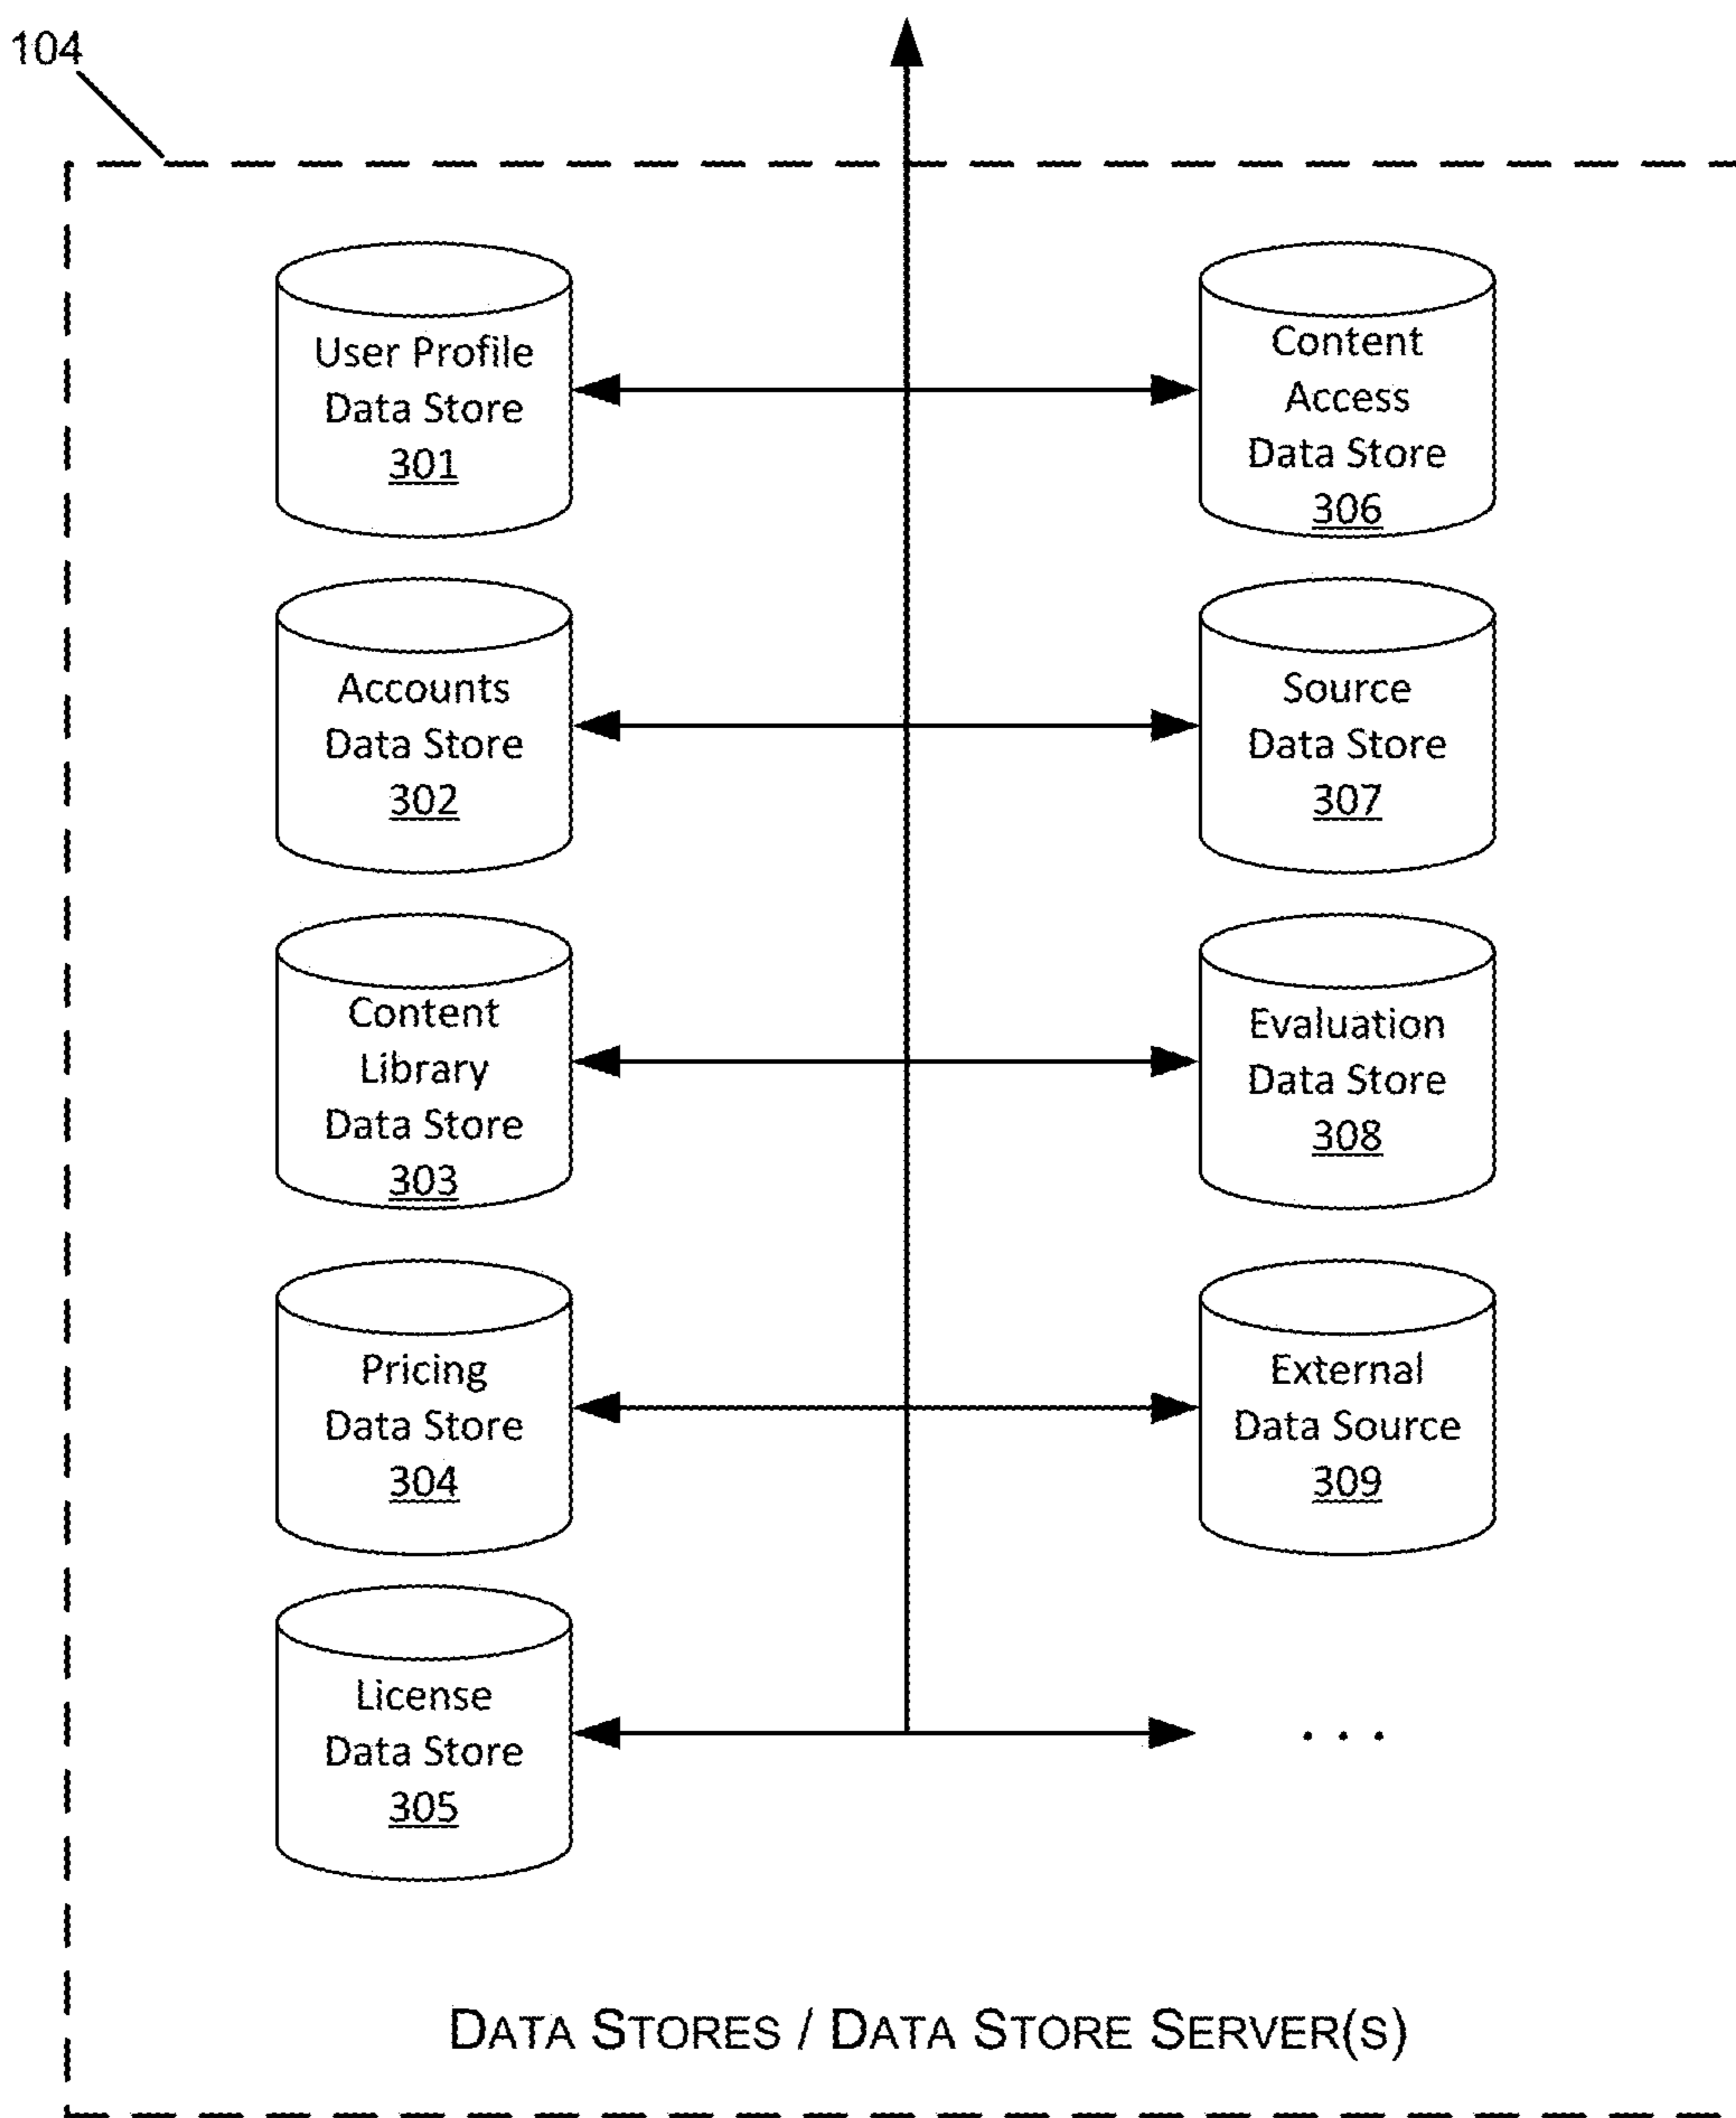 104
User Profile
Data Store
301
Content
Access
Data Store
306
Accounts
Data Store
302
Source
Data Store
307
Content
Library
Data Store
303
Evaluation
Data Store
308
Pricing
Data Store
304
External
Data Source
309
License
Data Store
305
. . .
DATA STORES / DATA STORE SERVER(S)